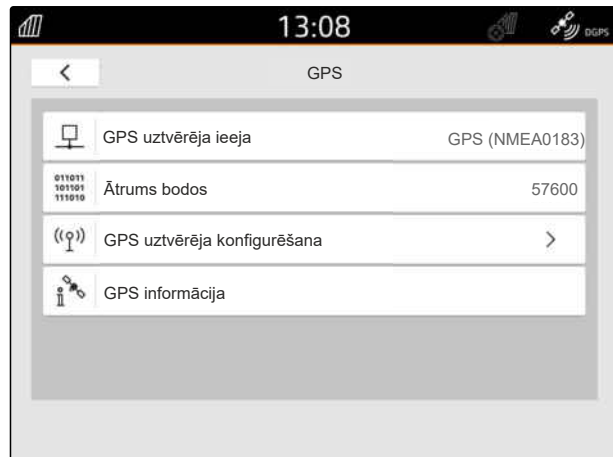 13:08
DGPS
GPS
GPS uztvērēja ieeja
GPS (NMEA0183)
011011
101101
111010
Ātrums bodos
57600
GPS uztvērēja konfigurēšana
GPS informācija